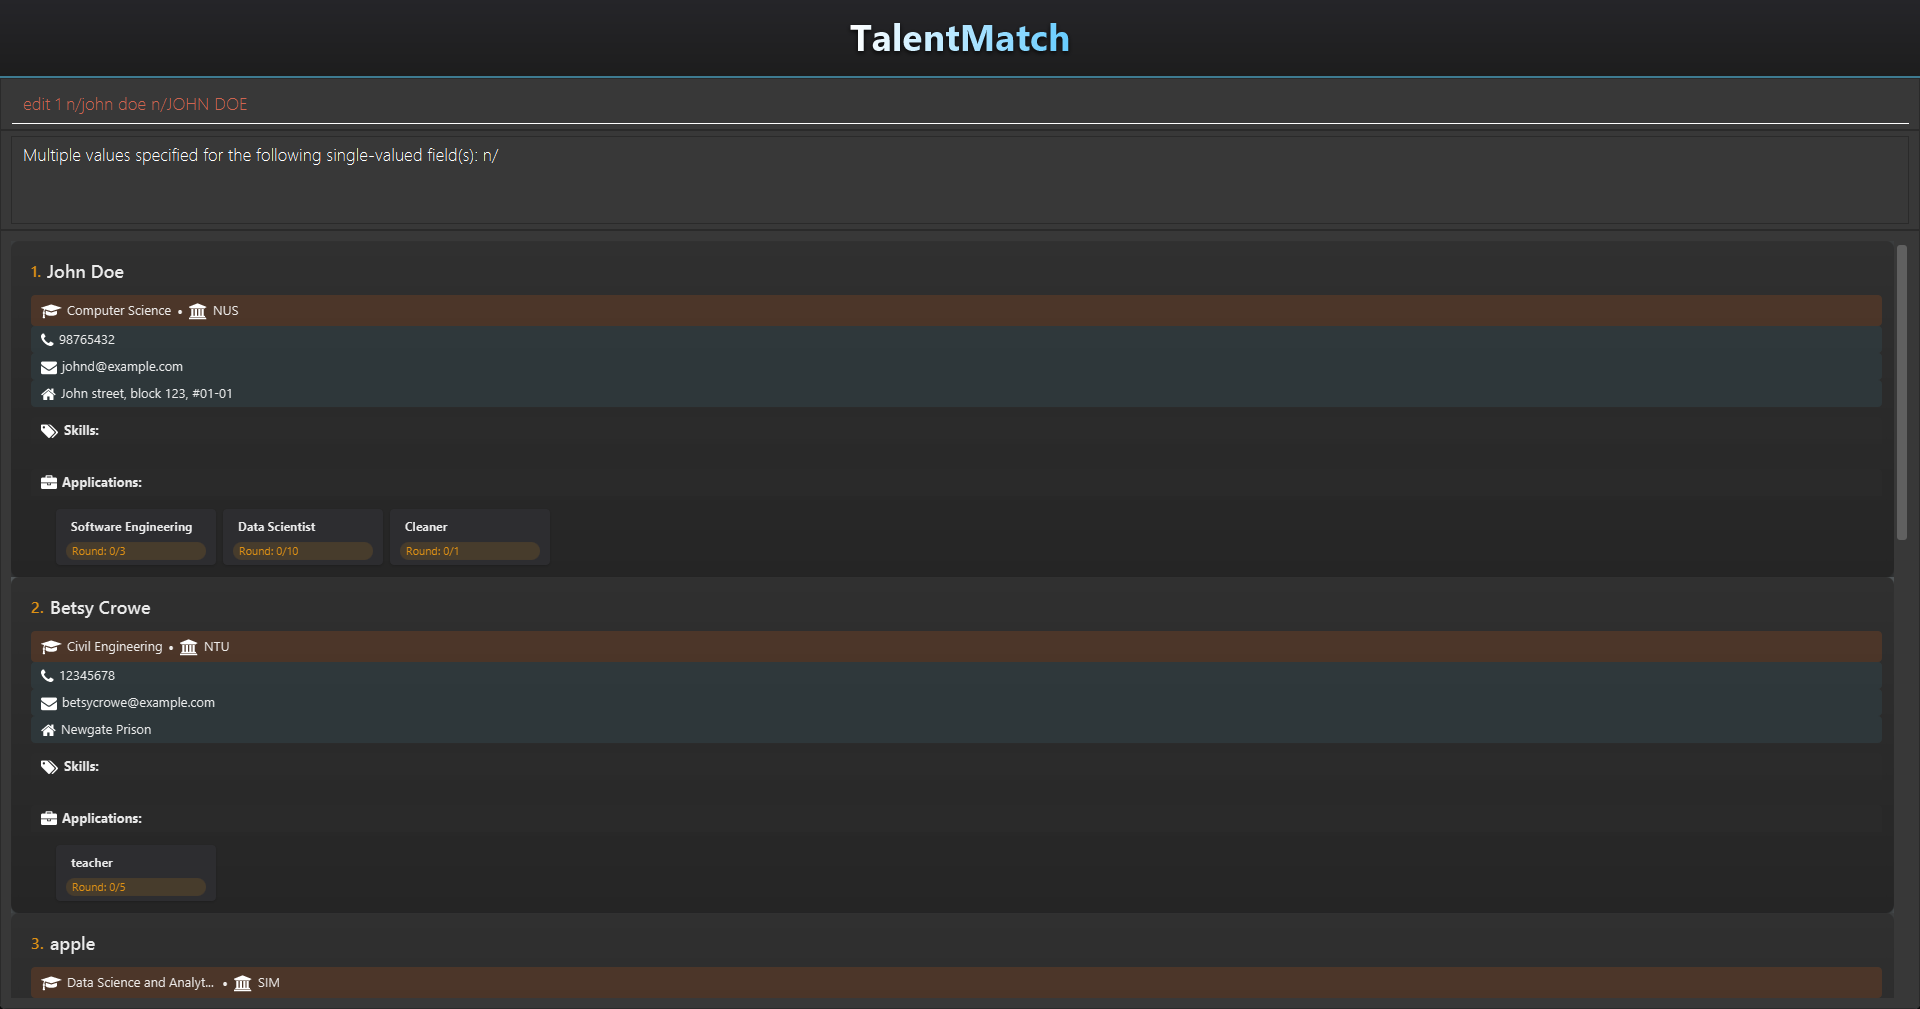 TalentMatch
edit 1 n/john doe n/JOHN DOE
Multiple values specified for the following single-valued field(s): n/
1. John Doe
Computer Science • NUS
98765432
johnd@example.com
John street, block 123, #01-01
Skills:
Applications:
Software Engineering Data Scientist Cleaner
Round: 0/3 Round: 0/10 Round: 0/1
2. Betsy Crowe
Civil Engineering • NTU
12345678
betsycrowe@example.com
Newgate Prison
Skills:
Applications:
teacher
Round: 0/5
3. apple
Data Science and Analyt... • SIM